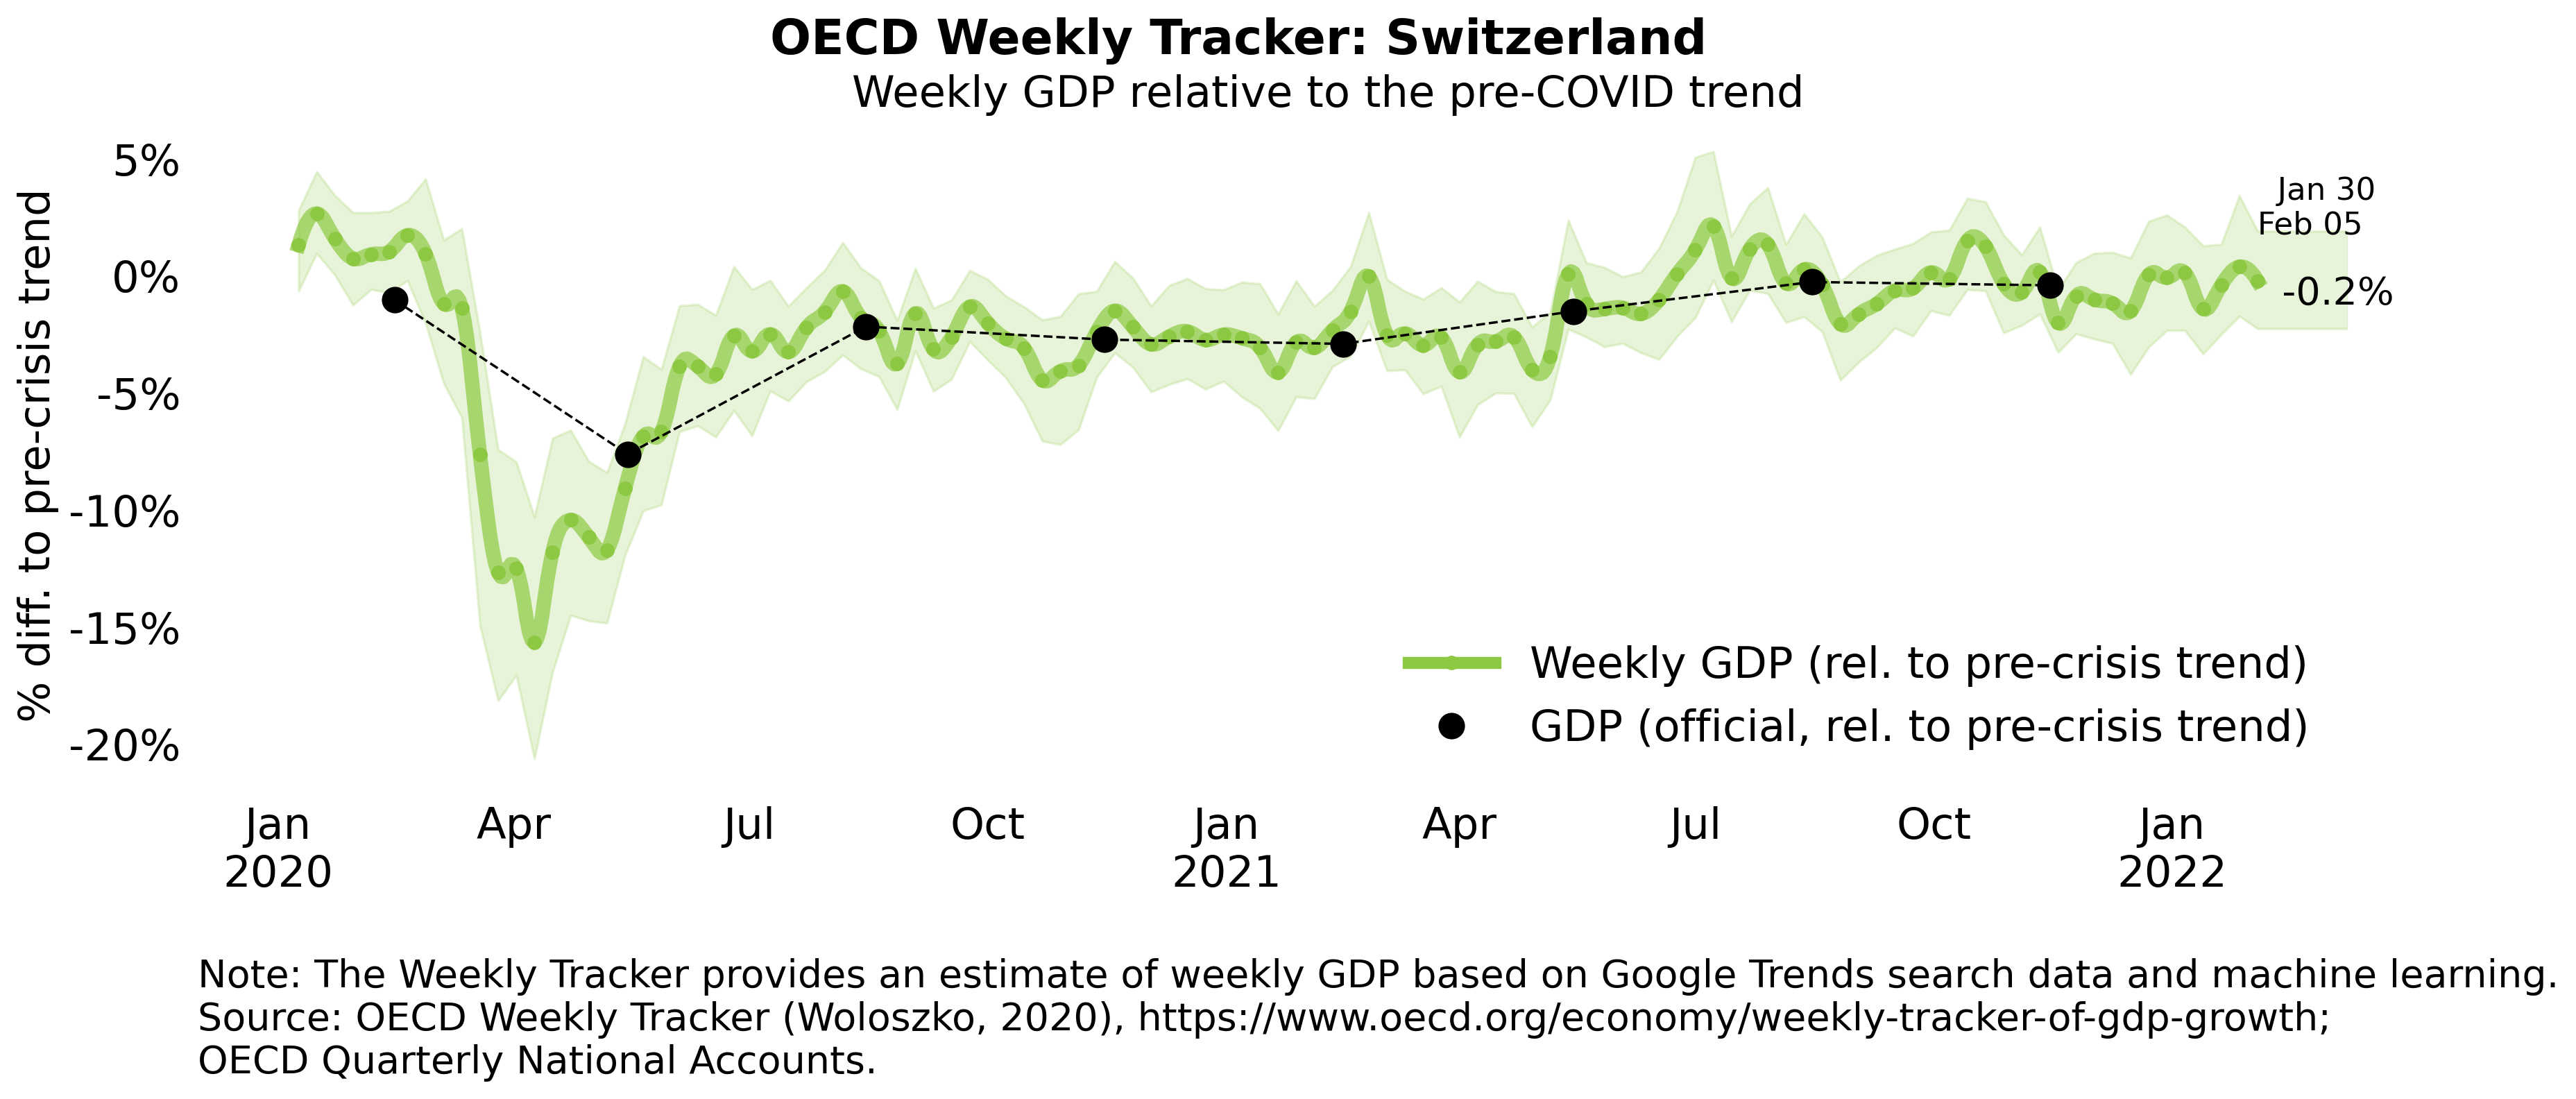 OECD Weekly Tracker: Switzerland
Weekly GDP relative to the pre-COVID trend
% diff. to pre-crisis trend
5%
0%
-5%
-10%
-15%
-20%
Jan 30
Feb 05
-0.2%
Weekly GDP (rel. to pre-crisis trend)
GDP (official, rel. to pre-crisis trend)
Jan Apr Jul Oct Jan Apr Jul Oct Jan
2020 2021 2022
Note: The Weekly Tracker provides an estimate of weekly GDP based on Google Trends search data and machine learning.
Source: OECD Weekly Tracker (Woloszko, 2020), https://www.oecd.org/economy/weekly-tracker-of-gdp-growth;
OECD Quarterly National Accounts.